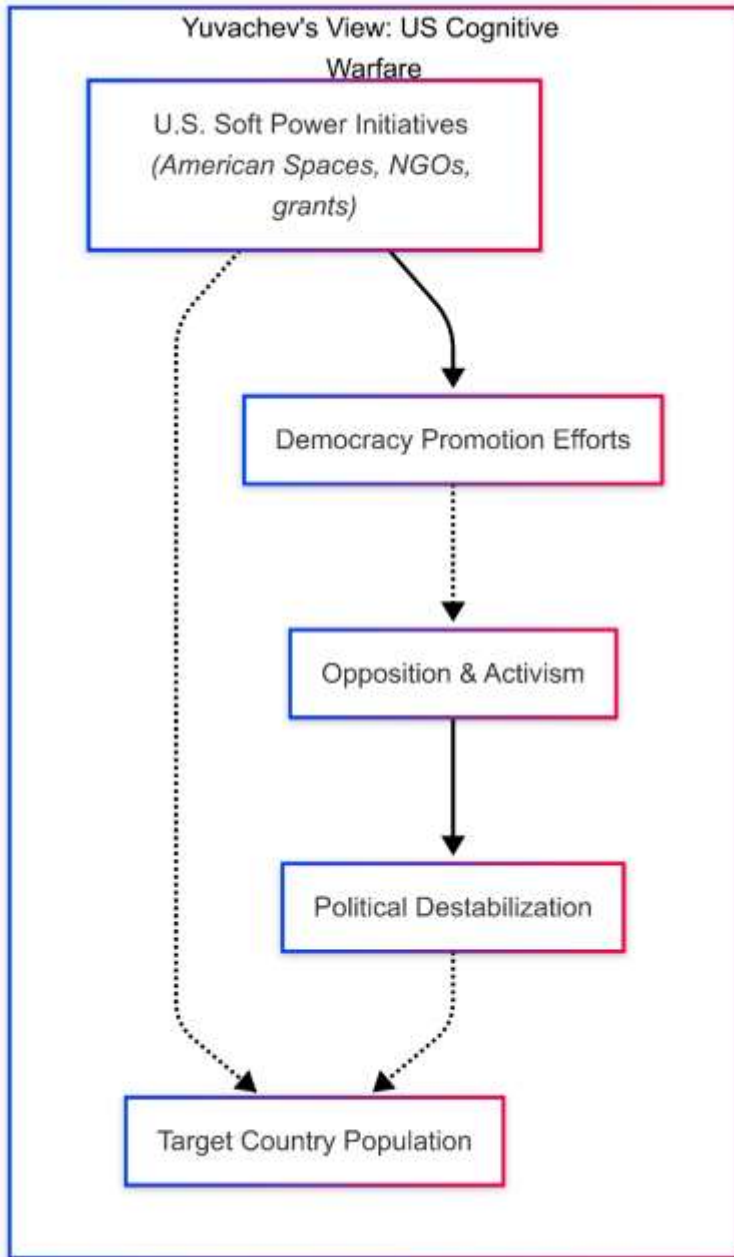 Yuvachev's View: US Cognitive
Warfare
U.S. Soft Power Initiatives
(American Spaces, NGOs,
grants)
Democracy Promotion Efforts
Opposition & Activism
Political Destabilization
Target Country Population